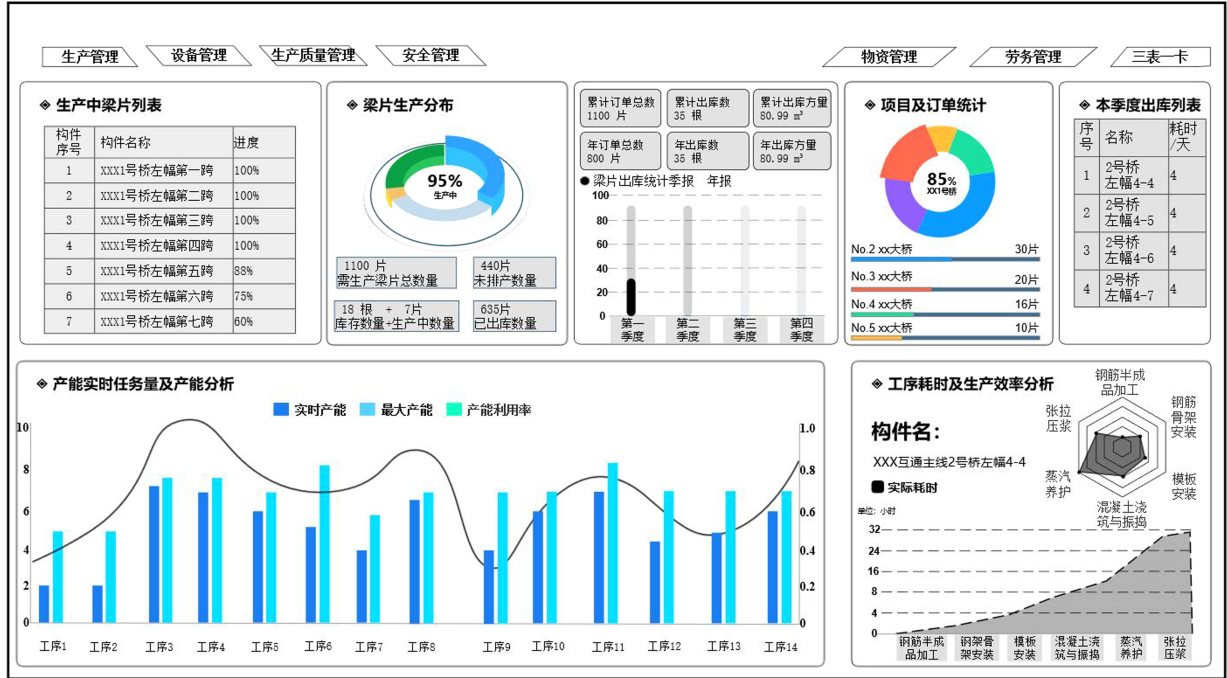 生产管理
设备管理
生产质量管理
安全管理
物资管理
劳务管理
三表一卡
生产中梁片列表
构件
序号
构件名称
进度
1 XXX1号桥左幅第一跨 100%
2 XXX1号桥左幅第二跨 100%
3 XXX1号桥左幅第三跨 100%
4 XXX1号桥左幅第四跨 100%
5 XXX1号桥左幅第五跨 88%
6 XXX1号桥左幅第六跨 75%
7 XXX1号桥左幅第七跨 60%
梁片生产分布
95%
生产中
1100 片
需生产梁片总数量
440片
未排产数量
18 根 + 7片
库存数量+生产中数量
635片
已出库数量
累计订单总数
1100 片
累计出库数
35 根
累计出库方量
80.99 m³
年订单总数
800 片
年出库数
35 根
年出库方量
80.99 m³
梁片出库统计季报 年报
100
80
60
40
20
0
第一
季度
第二
季度
第三
季度
第四
季度
项目及订单统计
85%
XX1号桥
No.2 xx大桥 30片
No.3 xx大桥 20片
No.4 xx大桥 16片
No.5 xx大桥 10片
本季度出库列表
序
号
名称
耗时
/天
1 2号桥
左幅4-4 4
2 2号桥
左幅4-5 4
3 2号桥
左幅4-6 4
4 2号桥
左幅4-7 4
产能实时任务量及产能分析
实时产能 最大产能 产能利用率
10
8
6
4
2
0
1.0
0.8
0.6
0.4
0.2
0
工序1 工序2 工序3 工序4 工序5 工序6 工序7 工序8 工序9 工序10 工序11 工序12 工序13 工序14
工序耗时及生产效率分析
构件名：
XXX互通主线2号桥左幅4-4
实际耗时
钢筋半成
品加工
钢筋
骨架
安装
模板
安装
混凝土浇
筑与振捣
蒸汽
养护
张拉
压浆
单位：小时
32
24
16
8
4
0
钢筋半成
品加工
钢架骨
架安装
模板
安装
混凝土浇
筑与振捣
蒸汽
养护
张拉
压浆